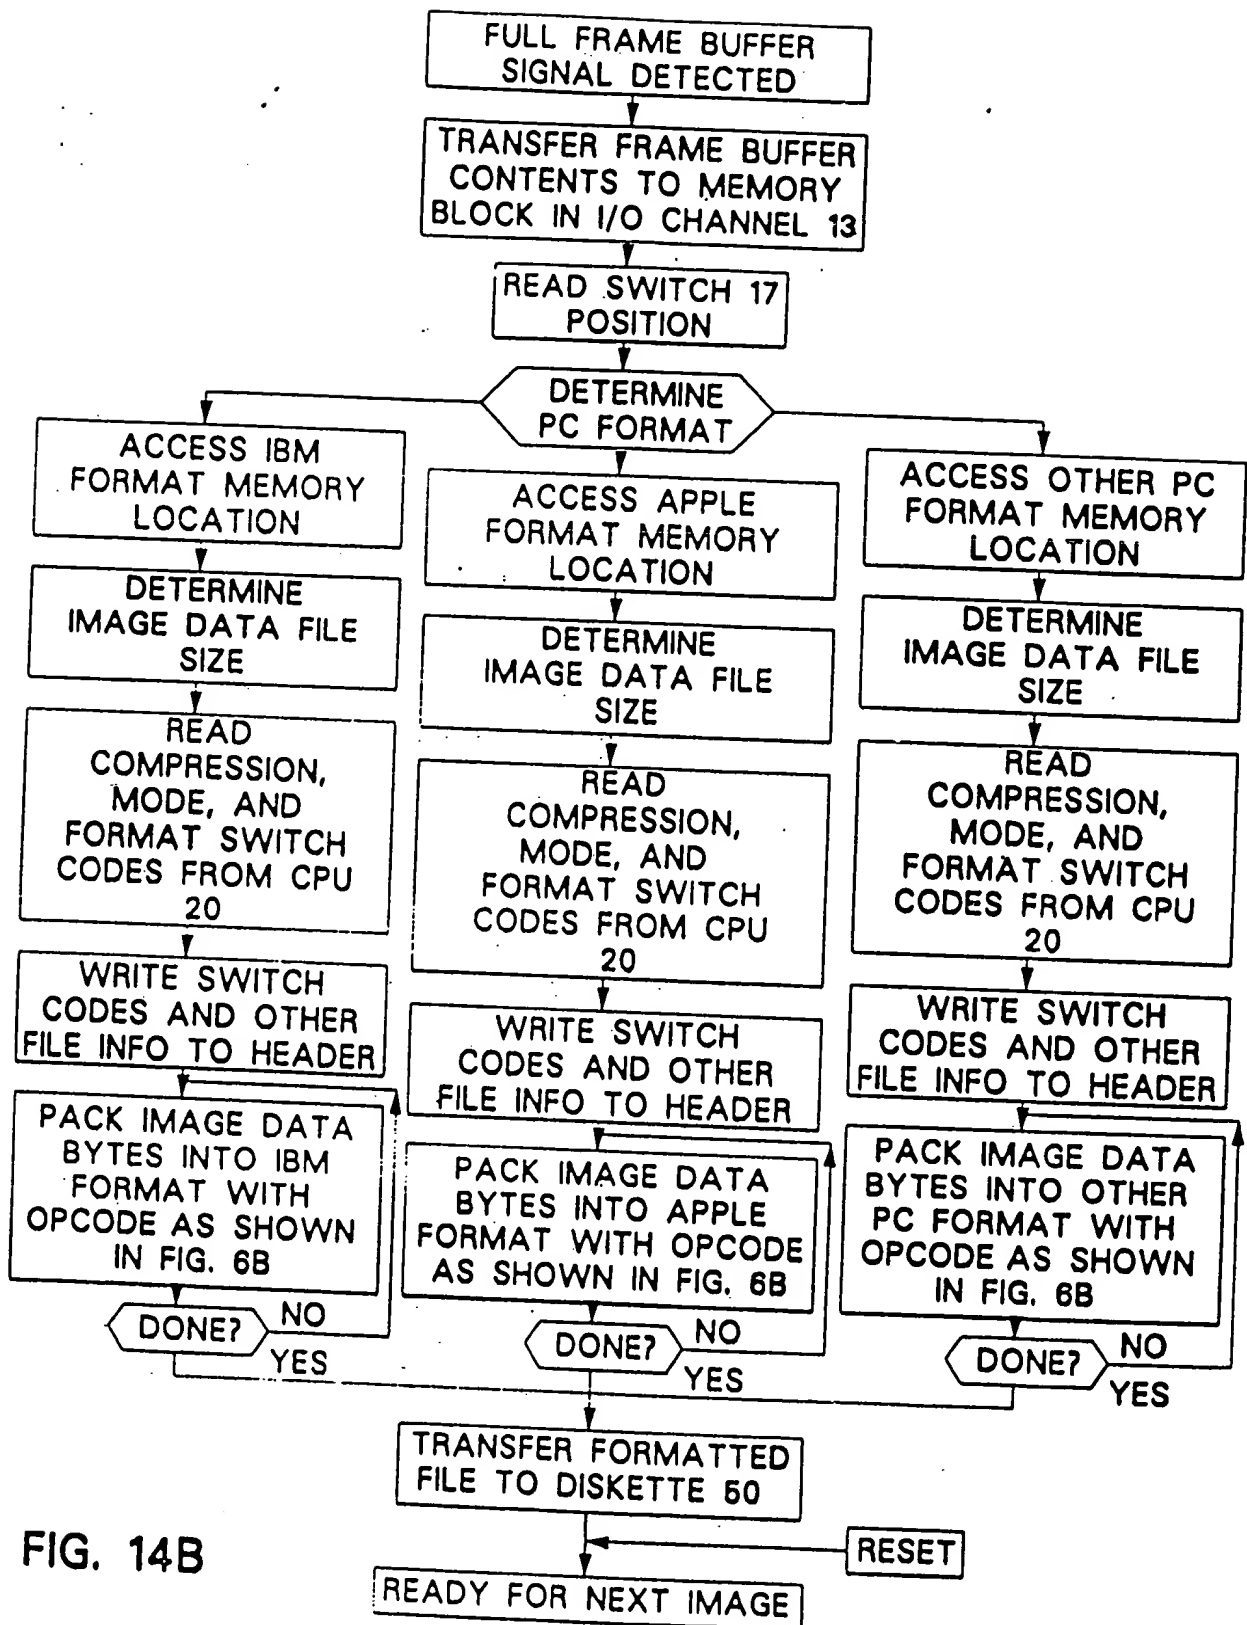 FULL FRAME BUFFER
SIGNAL DETECTED
TRANSFER FRAME BUFFER
CONTENTS TO MEMORY
BLOCK IN I/O CHANNEL 13
READ SWITCH 17
POSITION
DETERMINE
PC FORMAT
ACCESS IBM
FORMAT MEMORY
LOCATION
DETERMINE
IMAGE DATA FILE
SIZE
READ
COMPRESSION,
MODE, AND
FORMAT SWITCH
CODES FROM CPU
20
WRITE SWITCH
CODES AND OTHER
FILE INFO TO HEADER
PACK IMAGE DATA
BYTES INTO IBM
FORMAT WITH
OPCODE AS SHOWN
IN FIG. 6B
DONE?
NO
YES
ACCESS APPLE
FORMAT MEMORY
LOCATION
DETERMINE
IMAGE DATA FILE
SIZE
READ
COMPRESSION,
MODE, AND
FORMAT SWITCH
CODES FROM CPU
20
WRITE SWITCH
CODES AND OTHER
FILE INFO TO HEADER
PACK IMAGE DATA
BYTES INTO APPLE
FORMAT WITH OPCODE
AS SHOWN IN FIG. 6B
DONE?
NO
YES
ACCESS OTHER PC
FORMAT MEMORY
LOCATION
DETERMINE
IMAGE DATA FILE
SIZE
READ
COMPRESSION,
MODE, AND
FORMAT SWITCH
CODES FROM CPU
20
WRITE SWITCH
CODES AND OTHER
FILE INFO TO HEADER
PACK IMAGE DATA
BYTES INTO OTHER
PC FORMAT WITH
OPCODE AS SHOWN
IN FIG. 6B
DONE?
NO
YES
TRANSFER FORMATTED
FILE TO DISKETTE 50
RESET
READY FOR NEXT IMAGE
FIG. 14B